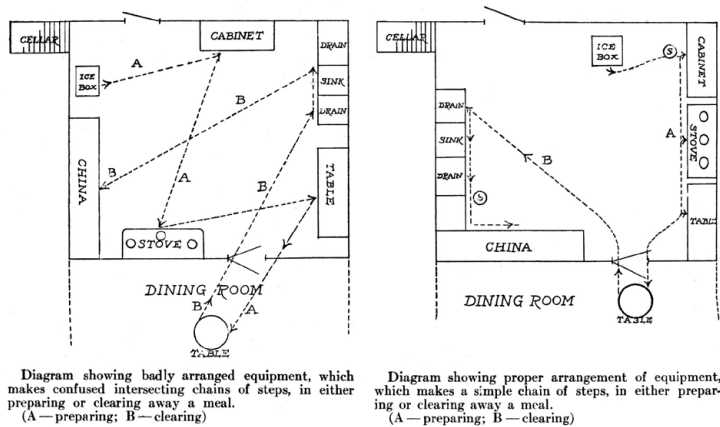 CELLAR
CABINET
DRAIN
SINK
DRAIN
ICE
BOX
A
B
CHINA
B
A
B
TABLE
STOVE
DINING ROOM
B
A
TABLE
Diagram showing badly arranged equipment, which
makes confused intersecting chains of steps, in either
preparing or clearing away a meal.
(A—preparing; B—clearing)
CELLAR
ICE
BOX
S
CABINET
DRAIN
SINK
DRAIN
S
B
A
STOVE
TABLE
CHINA
DINING ROOM
TABLE
Diagram showing proper arrangement of equipment,
which makes a simple chain of steps, in either prepar-
ing or clearing away a meal.
(A—preparing; B—clearing)